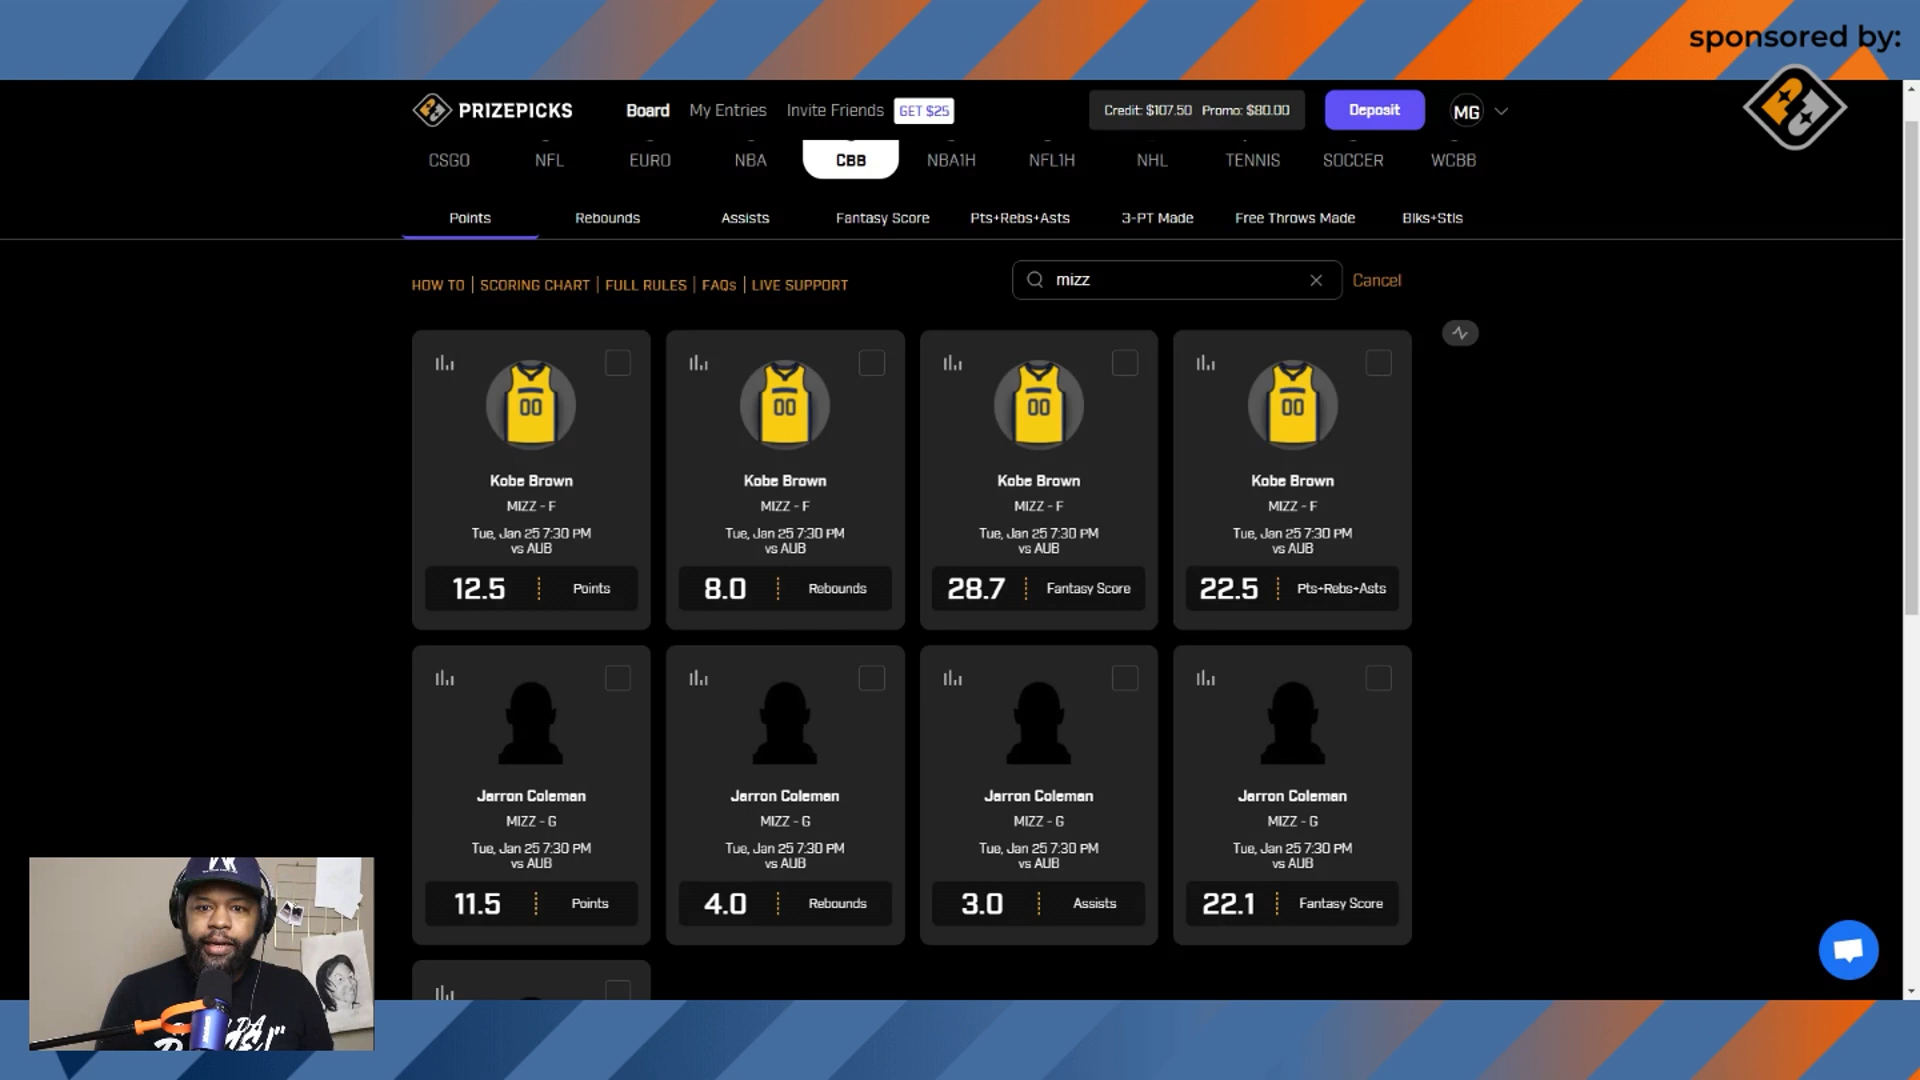 sponsored by:
PRIZEPICKS
Board
My Entries
Invite Friends
GET $25
Credit: $107.50 Promo: $80.00
Deposit
MG
CSGO
NFL
EURO
NBA
CBB
NBA1H
NFL1H
NHL
TENNIS
SOCCER
WCBB
Points
Rebounds
Assists
Fantasy Score
Pts+Rebs+Asts
3-PT Made
Free Throws Made
Blks+Stls
HOW TO | SCORING CHART | FULL RULES | FAQs | LIVE SUPPORT
mizz
Cancel
00
Kobe Brown
MIZZ - F
Tue, Jan 25 7:30 PM
vs AUB
12.5
Points
00
Kobe Brown
MIZZ - F
Tue, Jan 25 7:30 PM
vs AUB
8.0
Rebounds
00
Kobe Brown
MIZZ - F
Tue, Jan 25 7:30 PM
vs AUB
28.7
Fantasy Score
00
Kobe Brown
MIZZ - F
Tue, Jan 25 7:30 PM
vs AUB
22.5
Pts+Rebs+Asts
Jarron Coleman
MIZZ - G
Tue, Jan 25 7:30 PM
vs AUB
11.5
Points
Jarron Coleman
MIZZ - G
Tue, Jan 25 7:30 PM
vs AUB
4.0
Rebounds
Jarron Coleman
MIZZ - G
Tue, Jan 25 7:30 PM
vs AUB
3.0
Assists
Jarron Coleman
MIZZ - G
Tue, Jan 25 7:30 PM
vs AUB
22.1
Fantasy Score